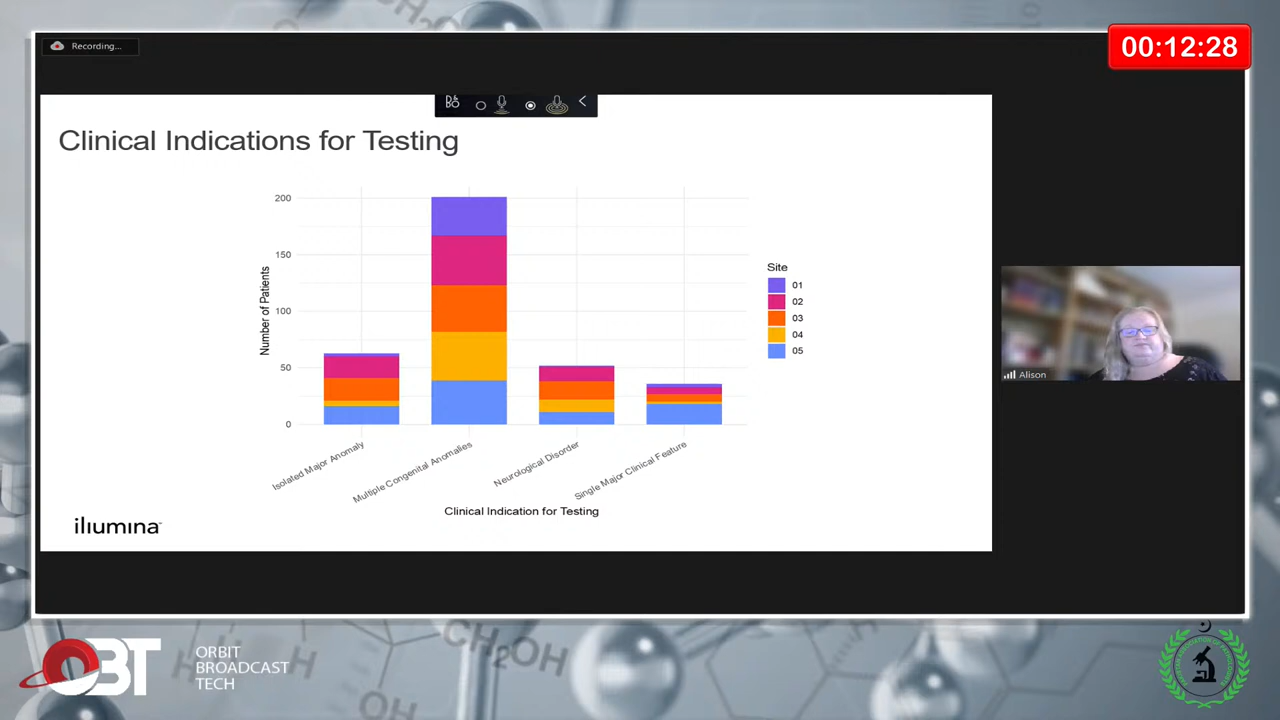 Recording...
00:12:28
Clinical Indications for Testing
200
150
100
50
0
Number of Patients
Isolated Major Anomaly
Multiple Congenital Anomalies
Neurological Disorder
Single Major Clinical Feature
Clinical Indication for Testing
Site
01
02
03
04
05
illumina
Alison
OBT
ORBIT
BROADCAST
TECH
CH2OH